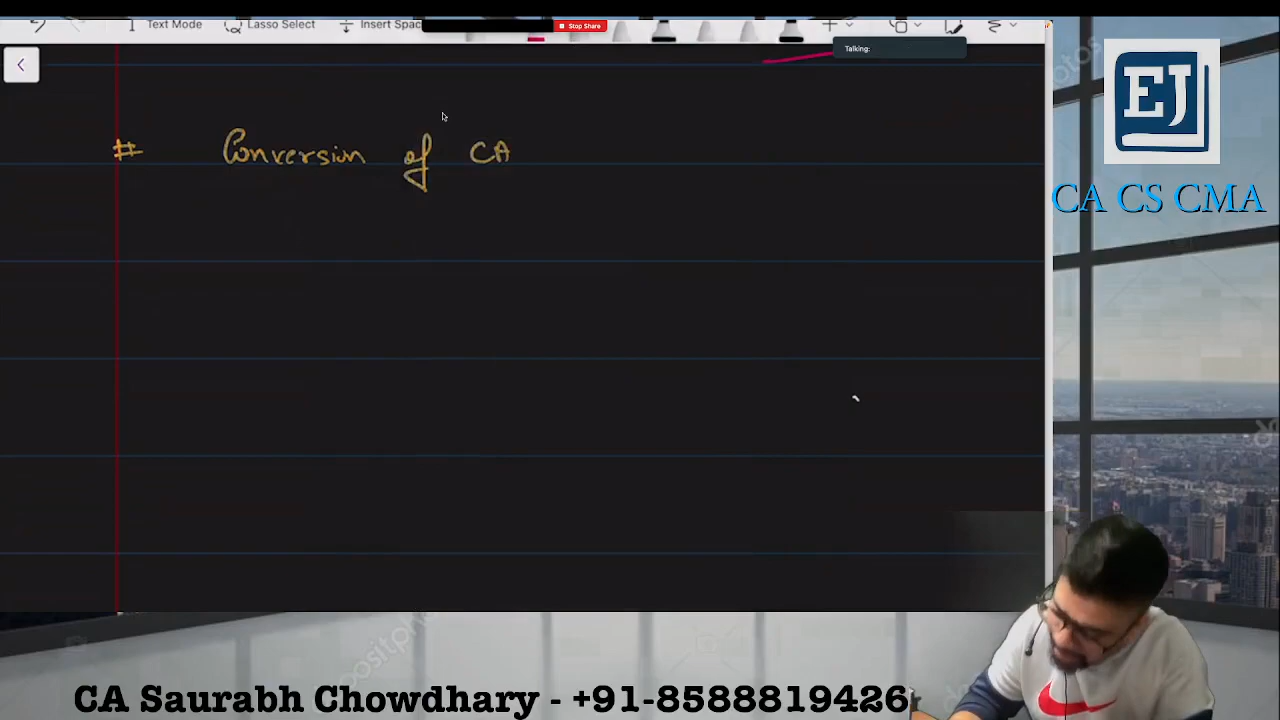 Text Mode Lasso Select Insert Spac Stop Share
Talking:
# Conversion of CA
EJ
CA CS CMA
CA Saurabh Chowdhary - +91-8588819426